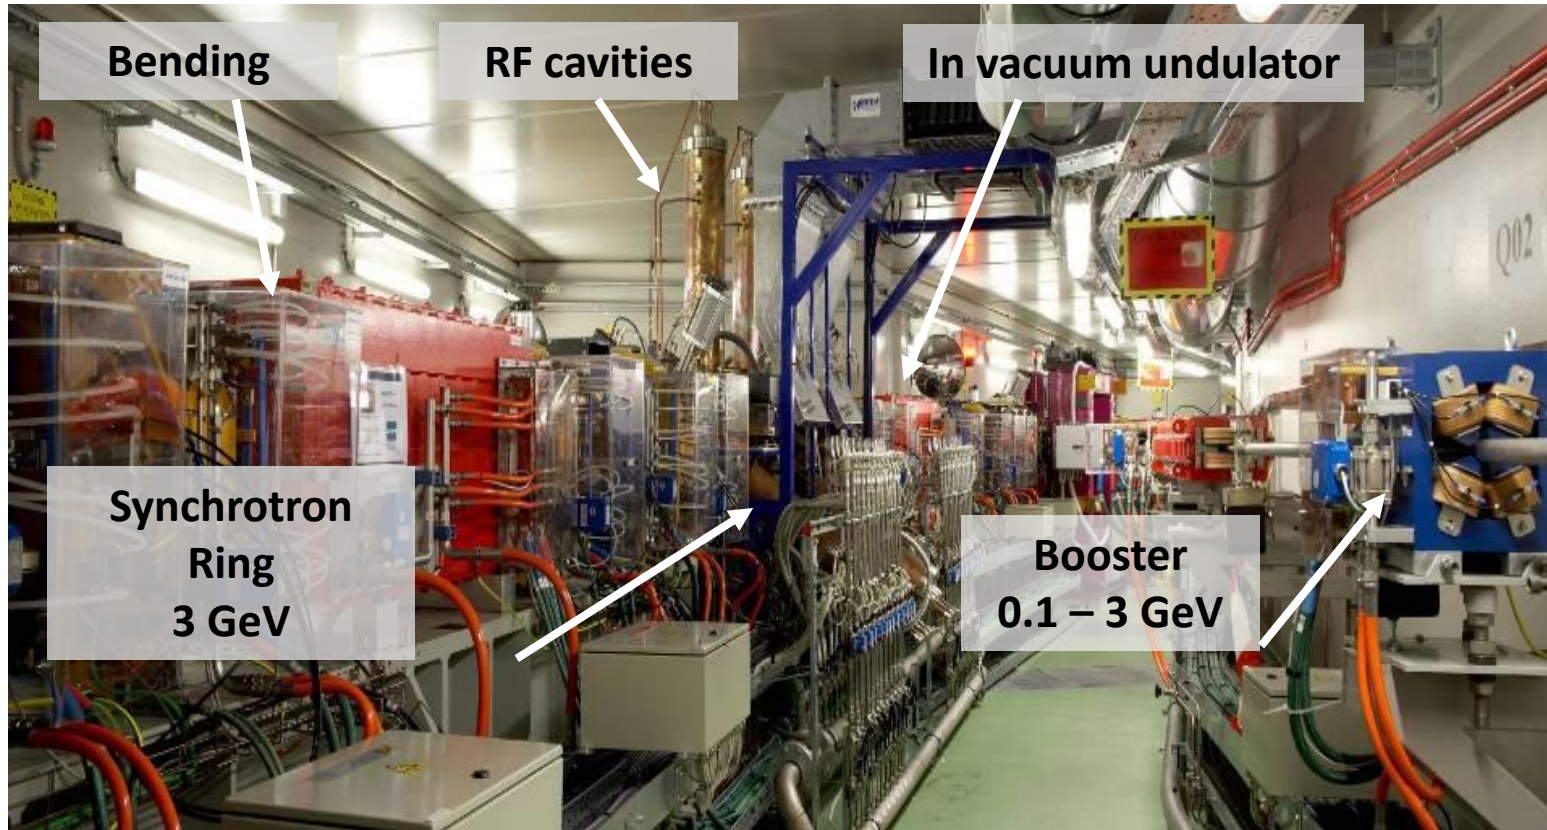 Bending
RF cavities
In vacuum undulator
Q02
Synchrotron
Ring
3 GeV
Booster
0.1 – 3 GeV